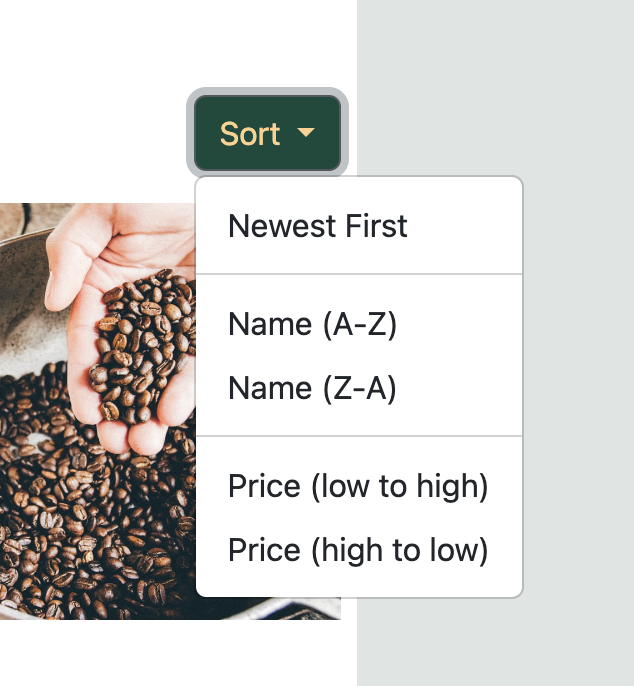 Sort
Newest First
Name (A-Z)
Name (Z-A)
Price (low to high)
Price (high to low)